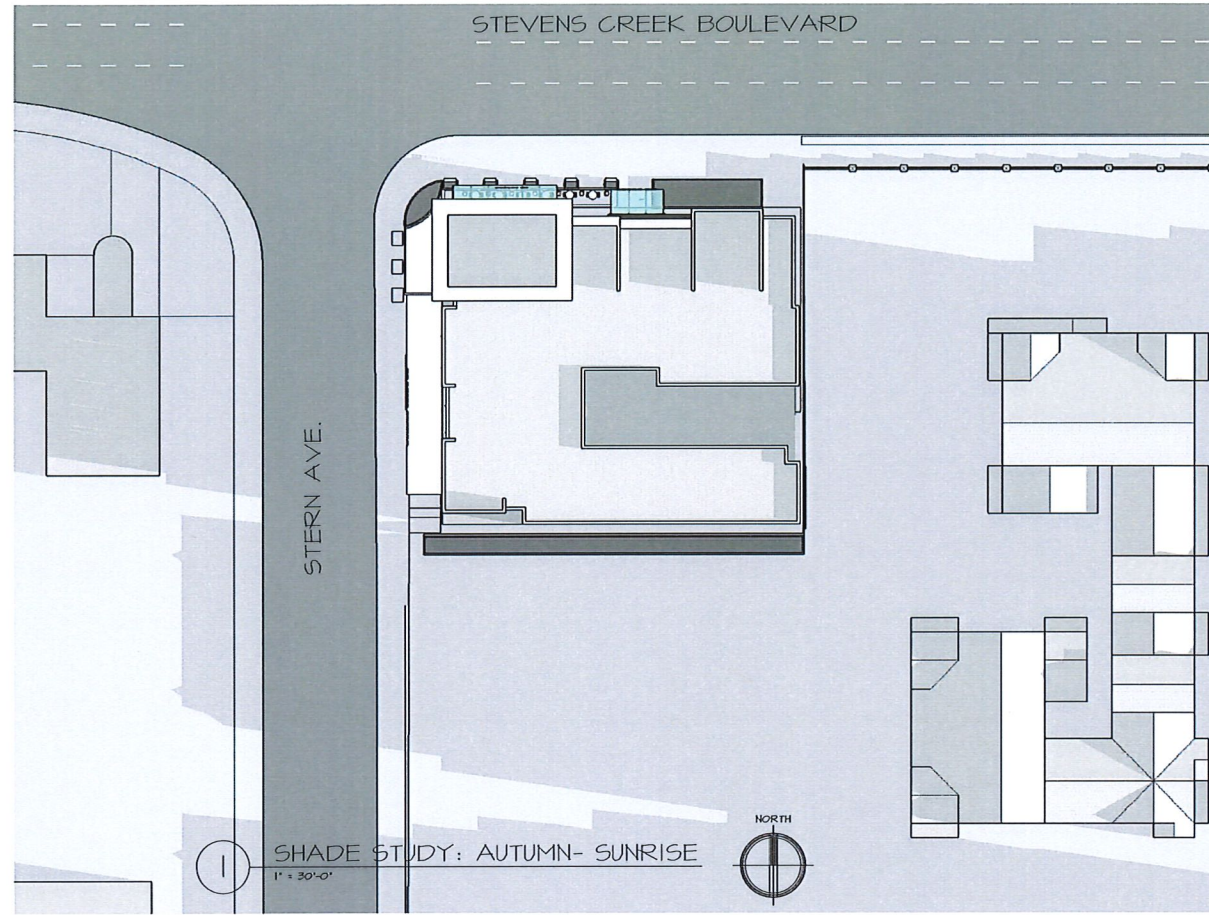 STEVENS CREEK BOULEVARD
STERN AVE.
NORTH
1
SHADE STUDY: AUTUMN- SUNRISE
1" = 30'-0"